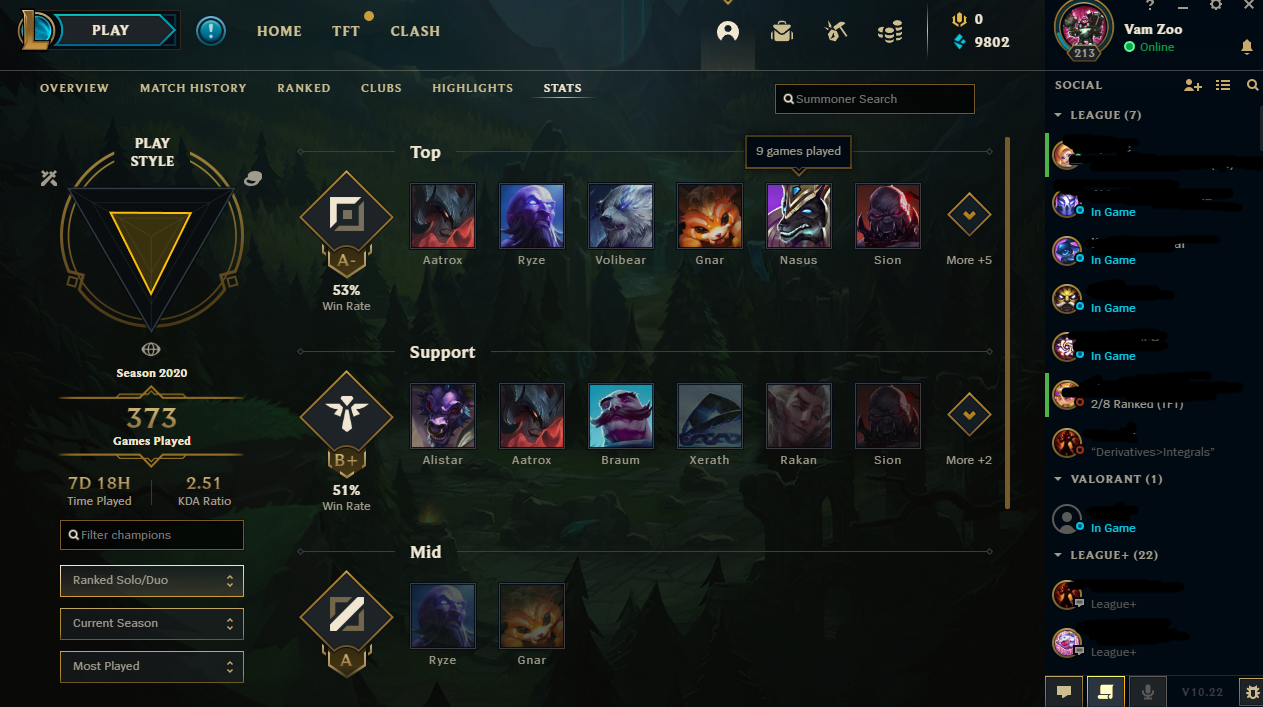 PLAY
HOME
TFT
CLASH
0
9802
?
Vam Zoo
213
Online
OVERVIEW
MATCH HISTORY
RANKED
CLUBS
HIGHLIGHTS
STATS
Summoner Search
SOCIAL
LEAGUE (7)
PLAY
STYLE
Season 2020
373
Games Played
7D 18H
Time Played
2.51
KDA Ratio
Filter champions
Ranked Solo/Duo
Current Season
Most Played
Top
9 games played
A-
53%
Win Rate
Aatrox
Ryze
Volibear
Gnar
Nasus
Sion
More +5
Support
B+
51%
Win Rate
Alistar
Aatrox
Braum
Xerath
Rakan
Sion
More +2
Mid
A
Ryze
Gnar
In Game
In Game
In Game
In Game
2/8 Ranked (TFT)
"Derivatives>Integrals"
VALORANT (1)
In Game
LEAGUE+ (22)
League+
League+
V10.22